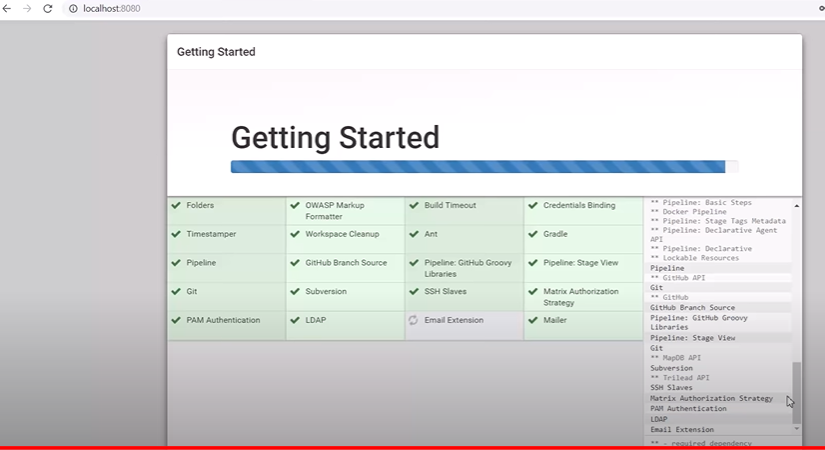 localhost:8080
Getting Started
Getting Started
Folders
OWASP Markup
Formatter
Build Timeout
Credentials Binding
Timestamper
Workspace Cleanup
Ant
Gradle
Pipeline
GitHub Branch Source
Pipeline: GitHub Groovy
Libraries
Pipeline: Stage View
Git
Subversion
SSH Slaves
Matrix Authorization
Strategy
PAM Authentication
LDAP
Email Extension
Mailer
** Pipeline: Basic Steps
** Docker Pipeline
** Pipeline: Stage Tags Metadata
** Pipeline: Declarative Agent
API
** Pipeline: Declarative
** Lockable Resources
Pipeline
** GitHub API
Git
** GitHub
GitHub Branch Source
Pipeline: GitHub Groovy
Libraries
Pipeline: Stage View
Git
** MapDB API
Subversion
** Trilead API
SSH Slaves
Matrix Authorization Strategy
PAM Authentication
LDAP
Email Extension
** - required dependency